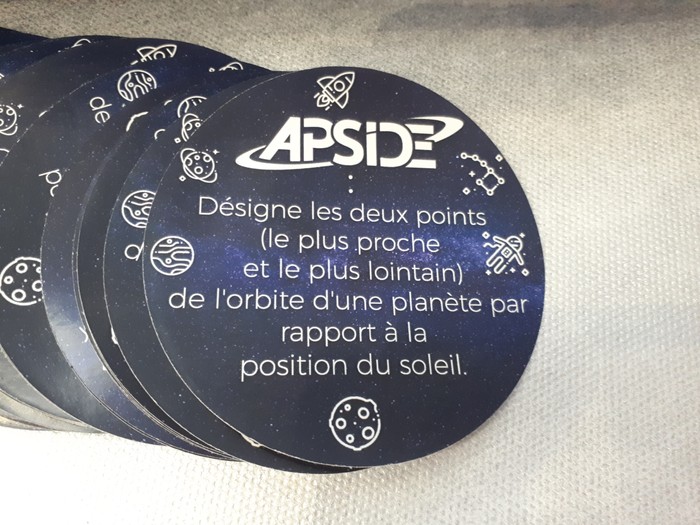 APSIDE
:
Désigne les deux points
(le plus proche
et le plus lointain)
de l'orbite d'une planète par
rapport à la
position du soleil.
de